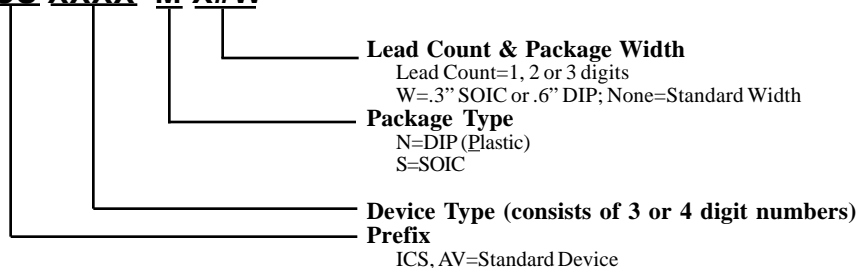 Lead Count & Package Width
Lead Count=1, 2 or 3 digits
W=.3” SOIC or .6” DIP; None=Standard Width
Package Type
N=DIP (Plastic)
S=SOIC
Device Type (consists of 3 or 4 digit numbers)
Prefix
ICS, AV=Standard Device